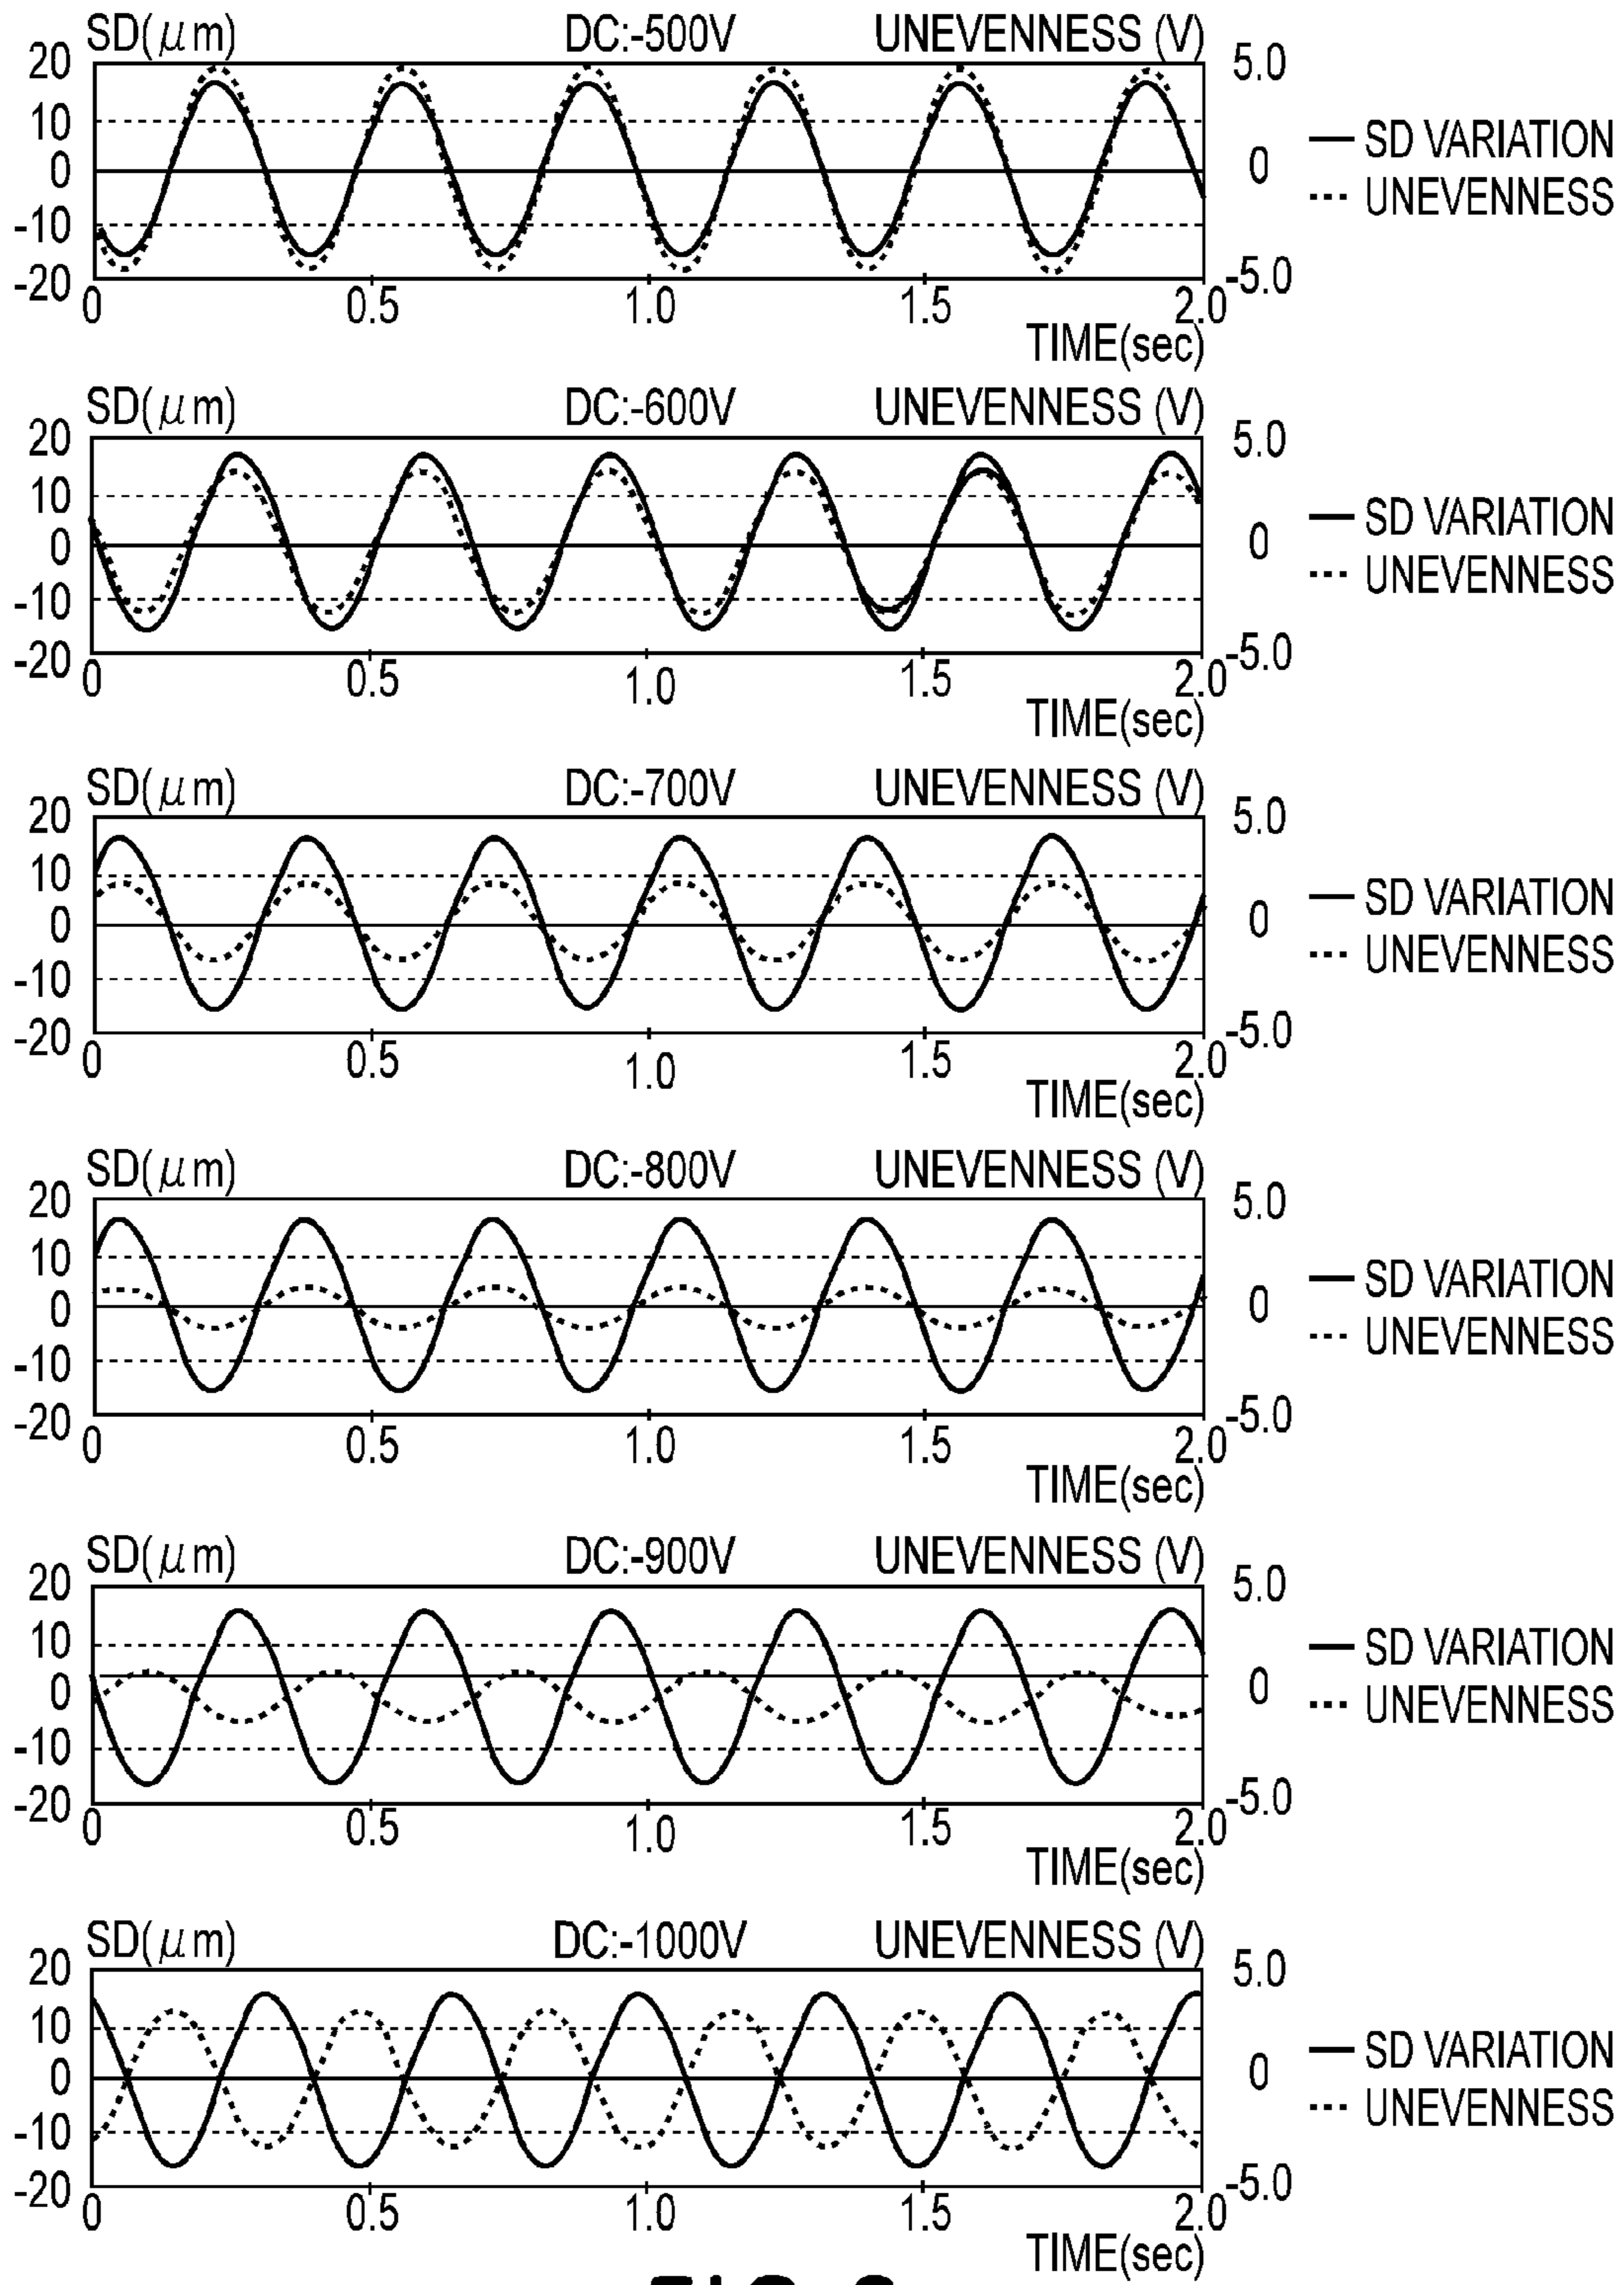 SD(μm) DC:-500V UNEVENNESS (V)
20 5.0
10
0 0
-10
-20 -5.0
0 0.5 1.0 1.5 2.0
TIME(sec)
SD VARIATION
UNEVENNESS
SD(μm) DC:-600V UNEVENNESS (V)
20 5.0
10
0 0
-10
-20 -5.0
0 0.5 1.0 1.5 2.0
TIME(sec)
SD VARIATION
UNEVENNESS
SD(μm) DC:-700V UNEVENNESS (V)
20 5.0
10
0 0
-10
-20 -5.0
0 0.5 1.0 1.5 2.0
TIME(sec)
SD VARIATION
UNEVENNESS
SD(μm) DC:-800V UNEVENNESS (V)
20 5.0
10
0 0
-10
-20 -5.0
0 0.5 1.0 1.5 2.0
TIME(sec)
SD VARIATION
UNEVENNESS
SD(μm) DC:-900V UNEVENNESS (V)
20 5.0
10
0 0
-10
-20 -5.0
0 0.5 1.0 1.5 2.0
TIME(sec)
SD VARIATION
UNEVENNESS
SD(μm) DC:-1000V UNEVENNESS (V)
20 5.0
10
0 0
-10
-20 -5.0
0 0.5 1.0 1.5 2.0
TIME(sec)
SD VARIATION
UNEVENNESS